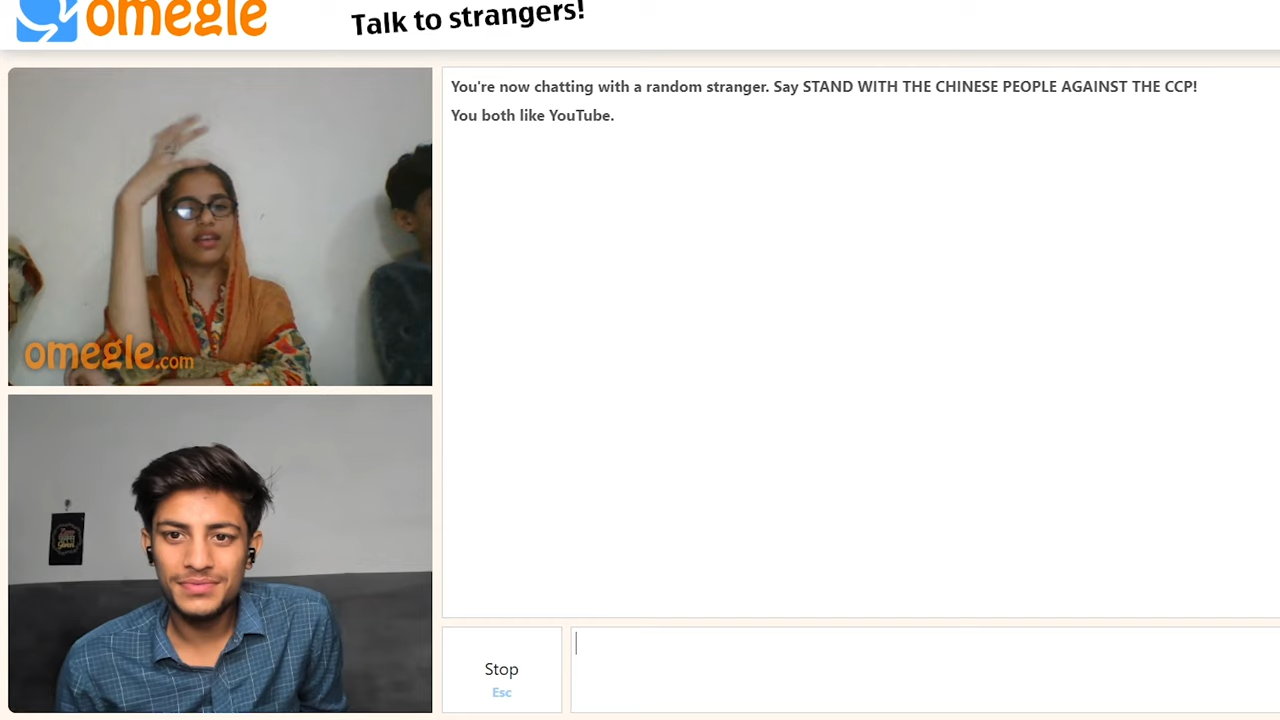 omegle
Talk to strangers!
You're now chatting with a random stranger. Say STAND WITH THE CHINESE PEOPLE AGAINST THE CCP!
You both like YouTube.
omegle.com
Stop
Esc